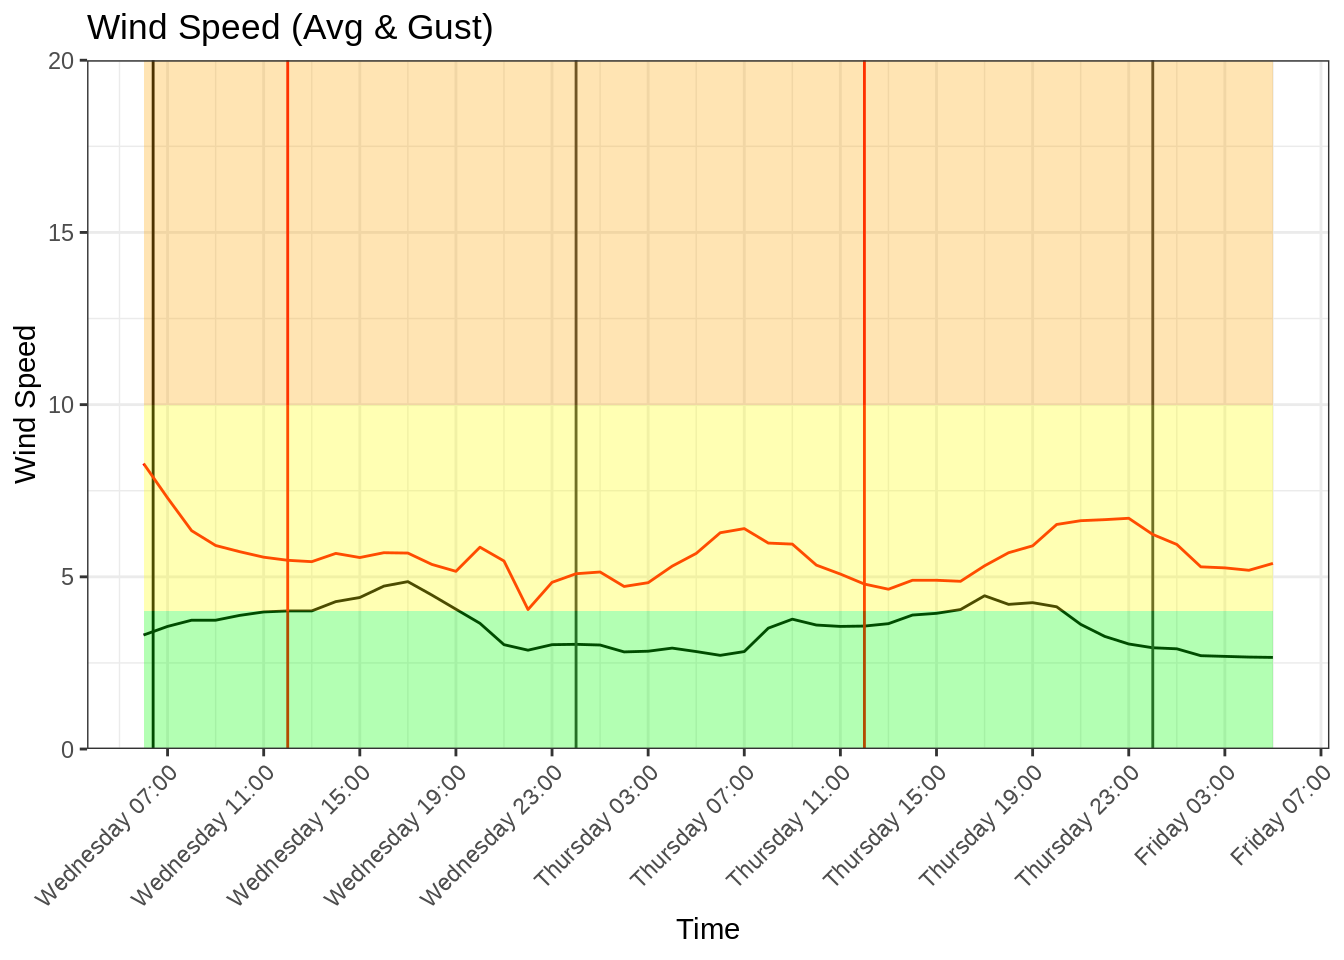 Wind Speed (Avg & Gust)
20
15
10
5
0
Wind Speed
Wednesday 07:00
Wednesday 11:00
Wednesday 15:00
Wednesday 19:00
Wednesday 23:00
Thursday 03:00
Thursday 07:00
Thursday 11:00
Thursday 15:00
Thursday 19:00
Thursday 23:00
Friday 03:00
Friday 07:00
Time